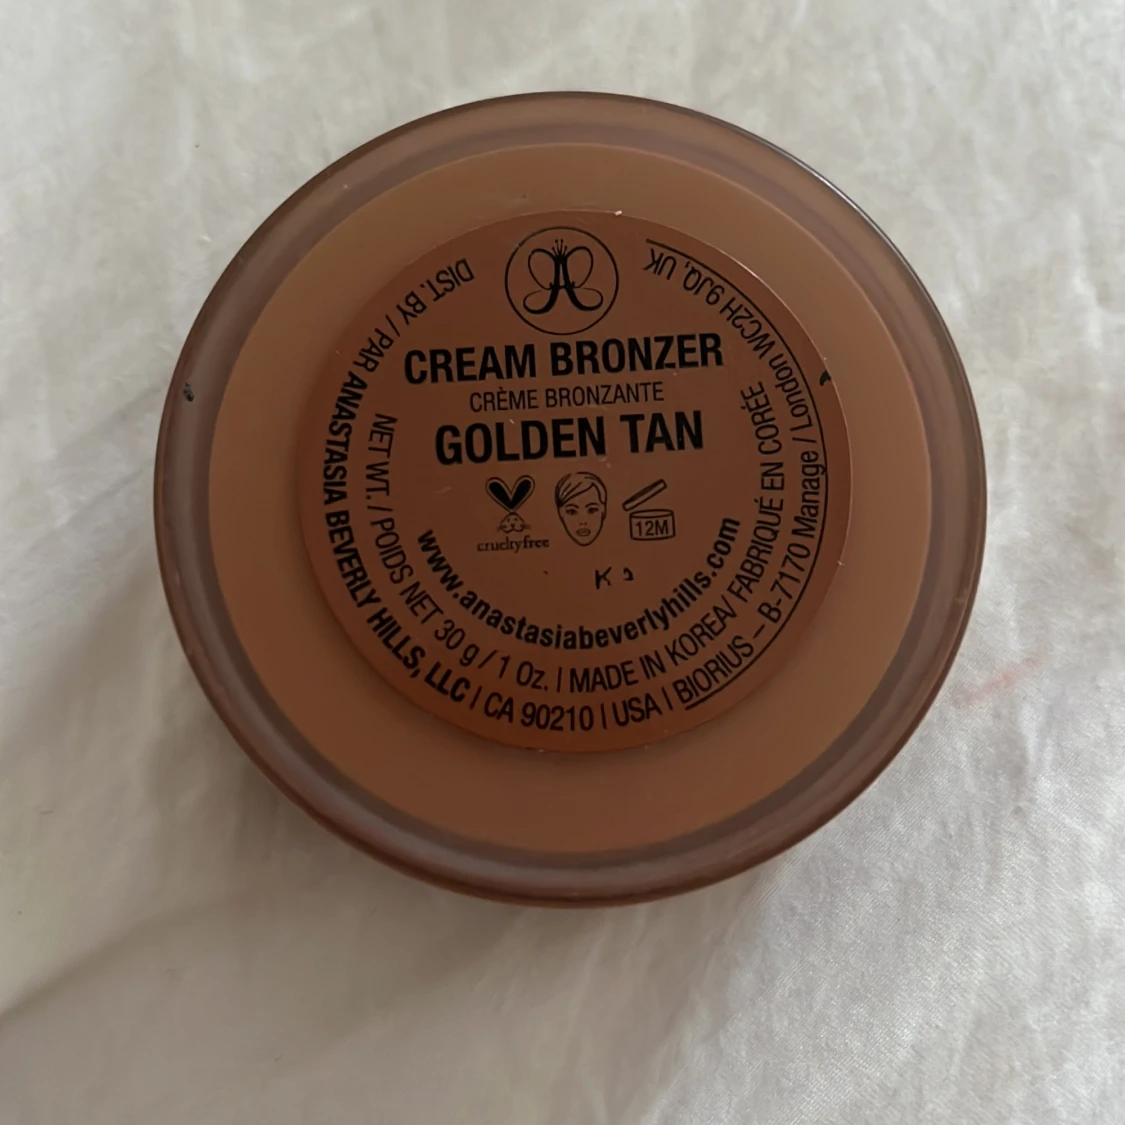 A
CREAM BRONZER
CRÈME BRONZANTE
GOLDEN TAN
crueltyfree
12M
www.anastasiabeverlyhills.com
NET WT. / POIDS NET 30 g / 1 Oz. | MADE IN KOREA/ FABRIQUÉ EN CORÉE
DIST. BY / PAR ANASTASIA BEVERLY HILLS, LLC | CA 90210 | USA | BIORIUS – B-7170 Manage / London WC2H 9JQ, UK